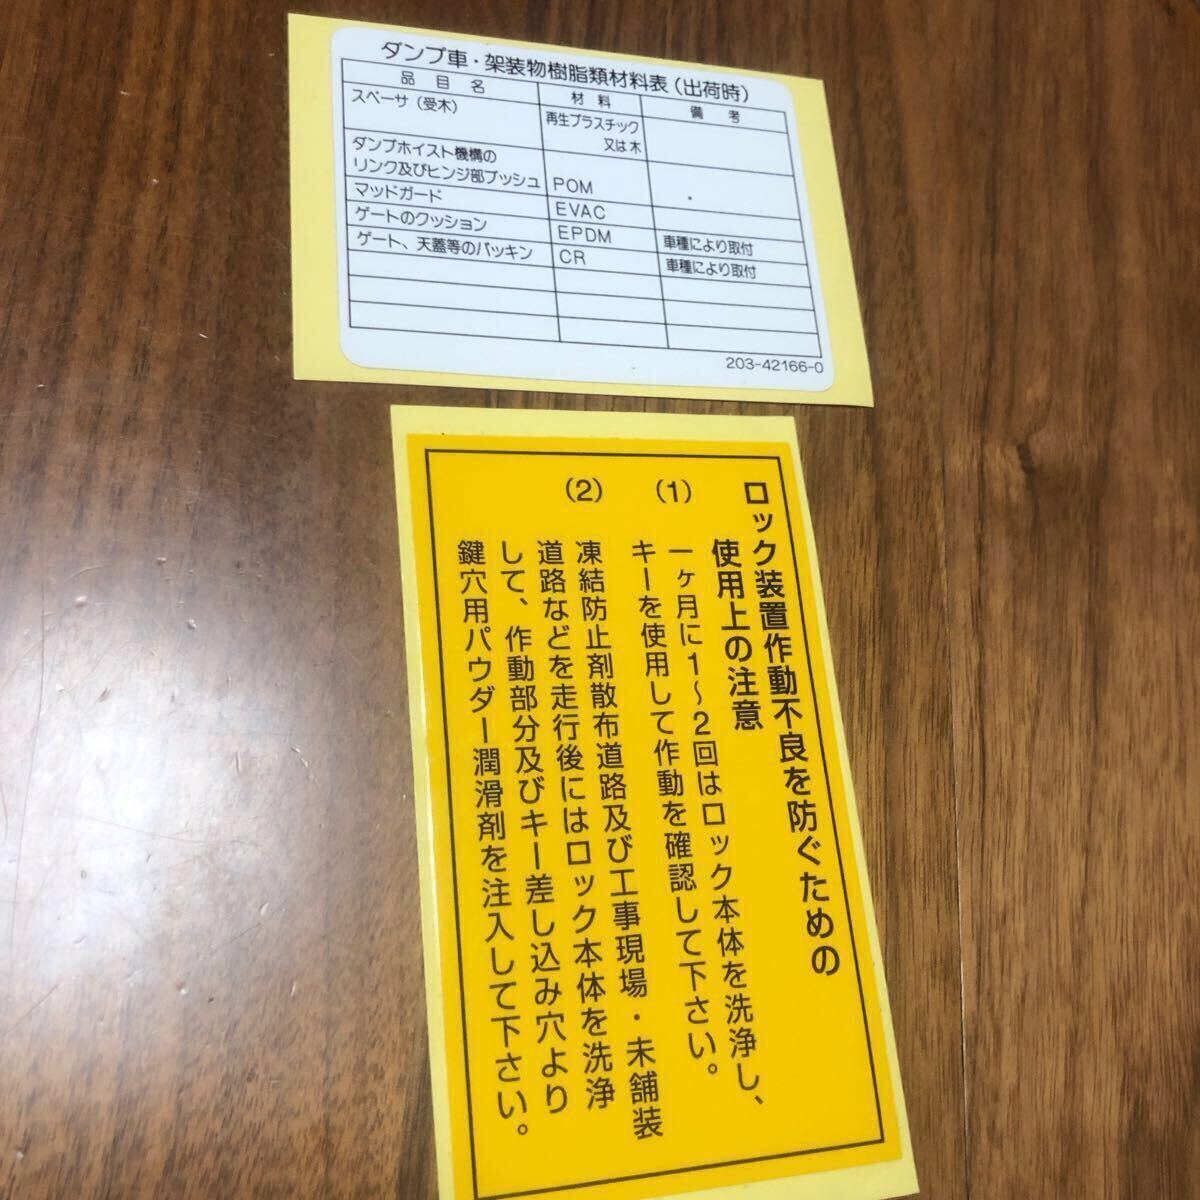 ダンプ車・架装物樹脂類材料表(出荷時)
品目名 材料 備考
スペーサ(受木) 再生プラスチック
又は木
ダンプホイスト機構の
リンク及びヒンジ部ブッシュ POM
マッドガード EVAC
ゲートのクッション EPDM 車種により取付
ゲート、天蓋等のパッキン CR 車種により取付
203-42166-0
ロック装置作動不良を防ぐための
使用上の注意
(1) 一ヶ月に1〜2回はロック本体を洗浄し、
キーを使用して作動を確認して下さい。
(2) 凍結防止剤散布道路及び工事現場・未舗装
道路などを走行後にはロック本体を洗浄
して、作動部分及びキー差し込み穴より
鍵穴用パウダー潤滑剤を注入して下さい。